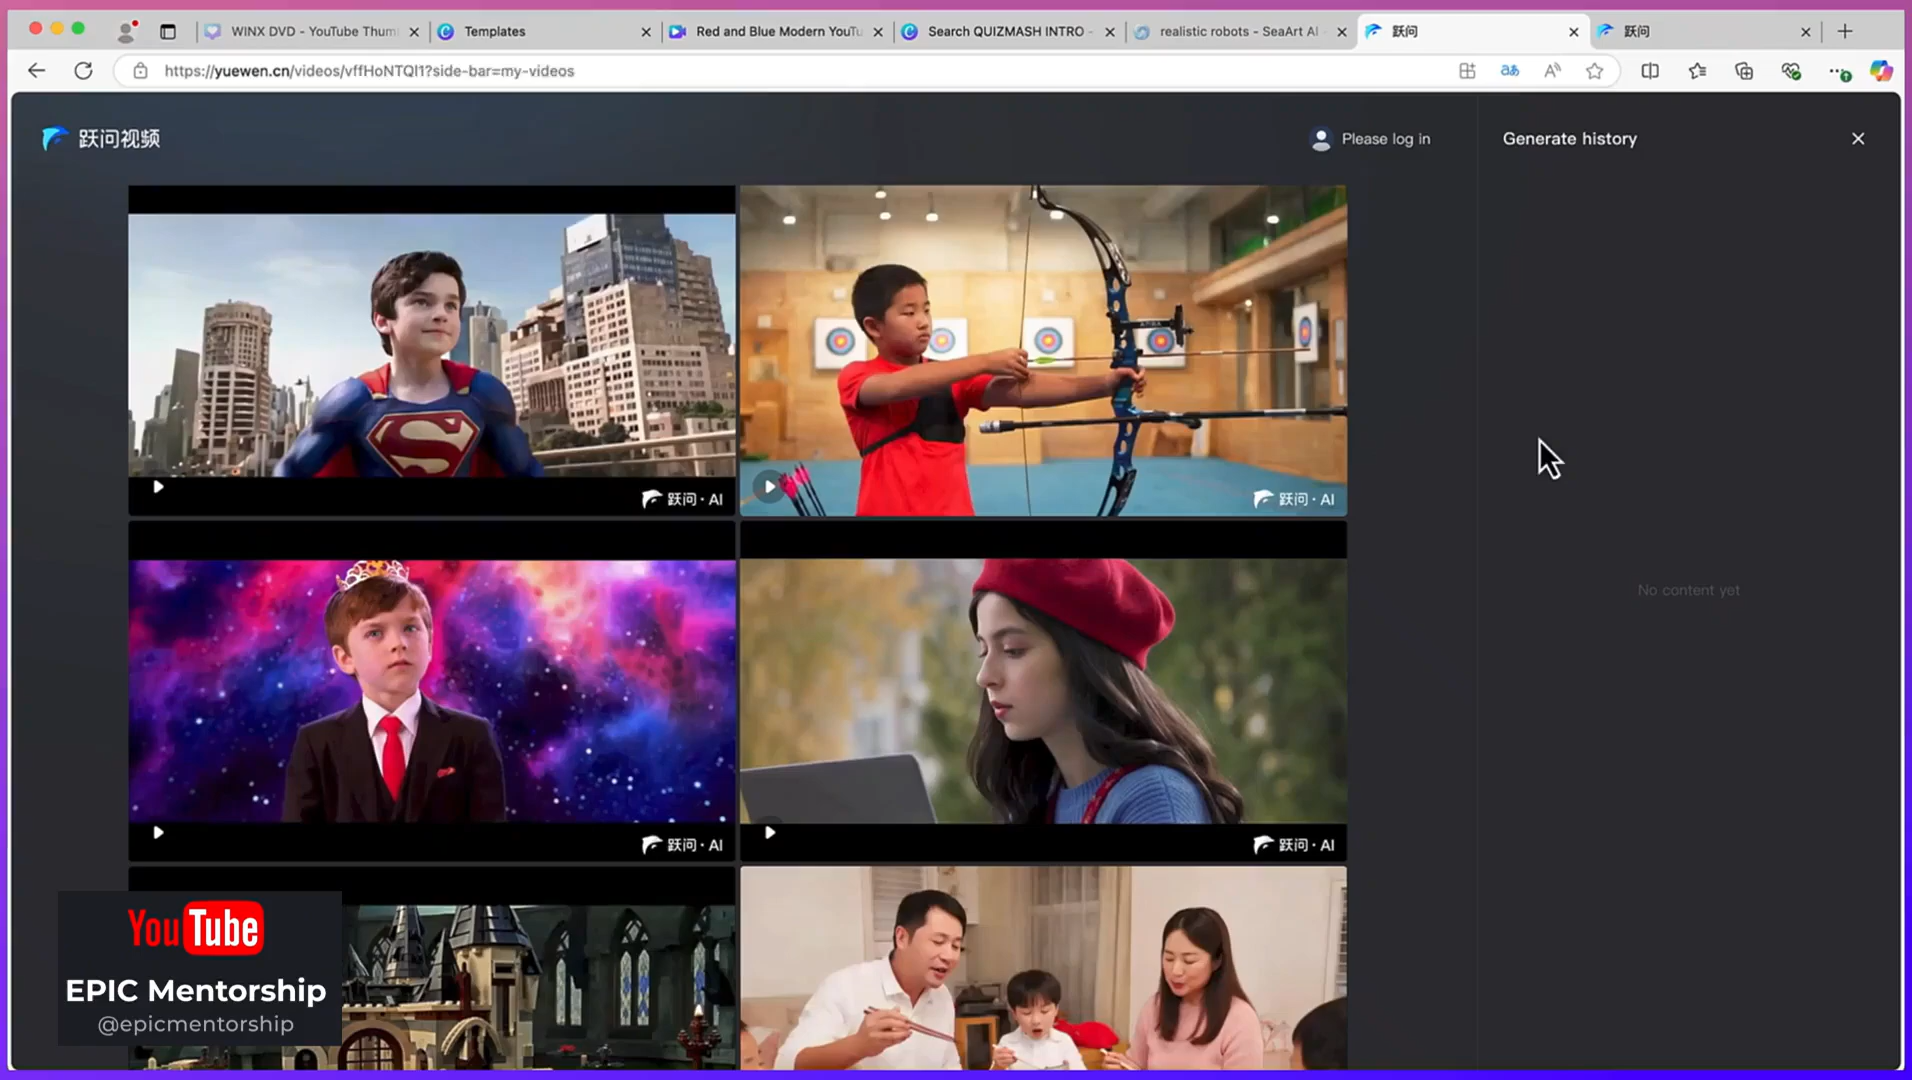 WINX DVD - YouTube Thum
Templates
Red and Blue Modern YouTu
Search QUIZMASH INTRO -
realistic robots - SeaArt AI -
跃问
跃问
https://yuewen.cn/videos/vffHoNTQI1?side-bar=my-videos
aあ
跃问视频
Please log in
Generate history
跃问·AI
跃问·AI
No content yet
跃问·AI
跃问·AI
YouTube
EPIC Mentorship
@epicmentorship